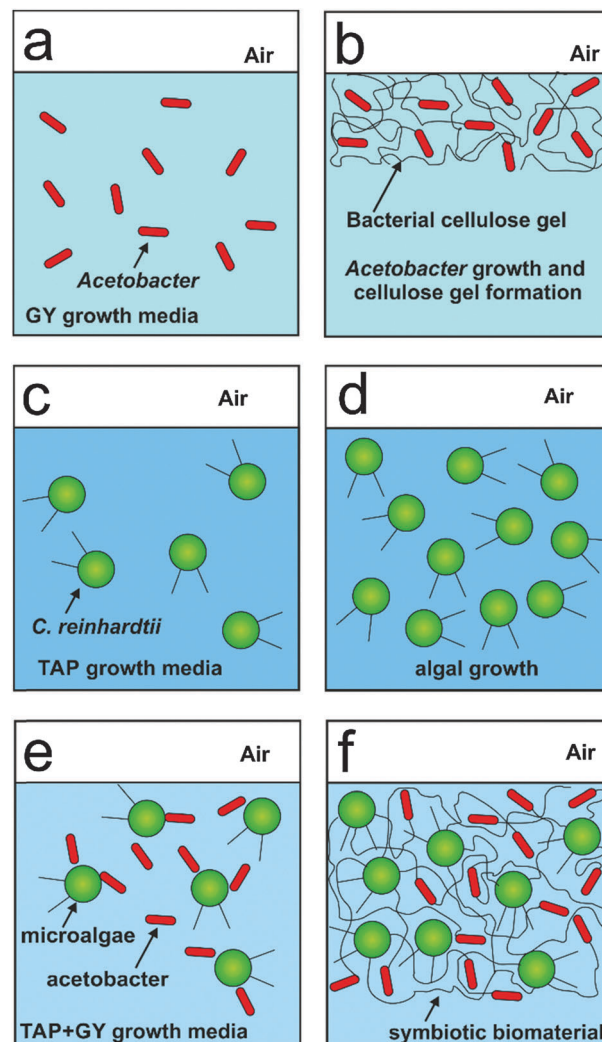 a
Air
Acetobacter
GY growth media
b
Air
Bacterial cellulose gel
Acetobacter growth and
cellulose gel formation
c
Air
C. reinhardtii
TAP growth media
d
Air
algal growth
e
Air
microalgae
acetobacter
TAP+GY growth media
f
Air
symbiotic biomaterial